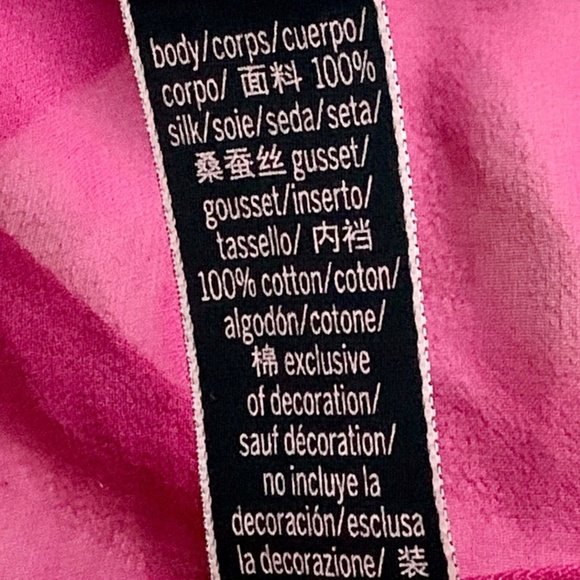 body/corps/cuerpo/
corpo/ 面料 100%
silk/soie/seda/seta/
桑蚕丝 gusset/
gousset/inserto/
tassello/ 内裆
100% cotton/coton/
algodón/cotone/
棉 exclusive
of decoration/
sauf décoration/
no incluye la
decoración/esclusa
la decorazione/ 装